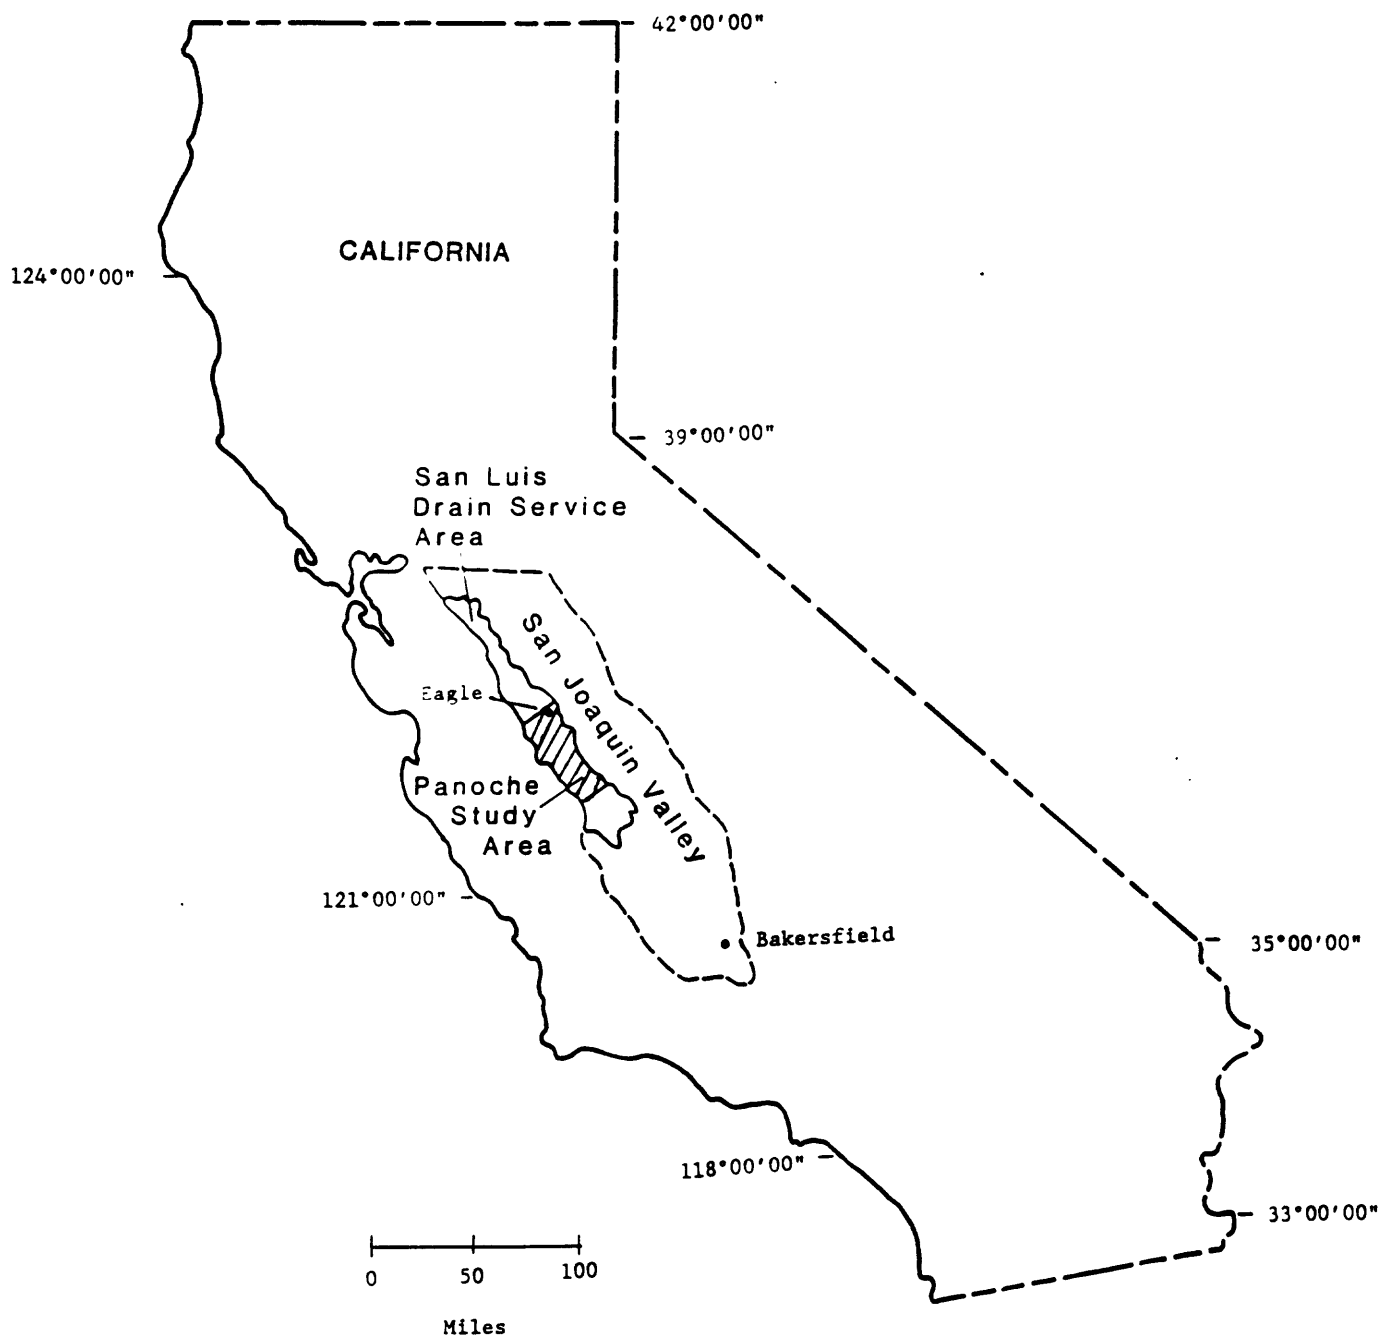 42°00'00"
CALIFORNIA
124°00'00"
39°00'00"
San Luis
Drain Service
Area
San Joaquin Valley
Eagle
Panoche
Study
Area
121°00'00"
Bakersfield
35°00'00"
118°00'00"
33°00'00"
0 50 100
Miles